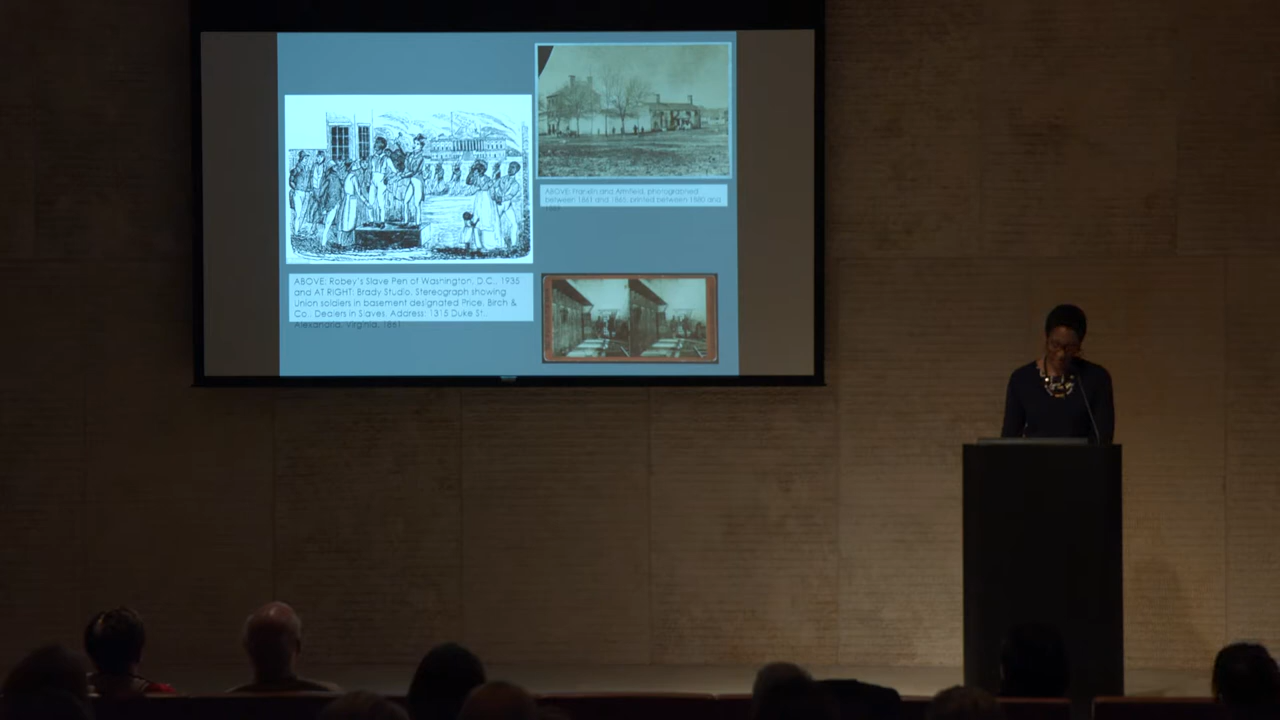 ABOVE: Robey's Slave Pen of Washington, D.C., 1935
and AT RIGHT: Brady Studio, Stereograph showing
Union soldiers in basement designated Price, Birch &
Co., Dealers in Slaves. Address: 1315 Duke St.,
Alexandria, Virginia, 1861.
ABOVE: Franklin and Armfield, photographed
between 1861 and 1865, printed between 1880 and